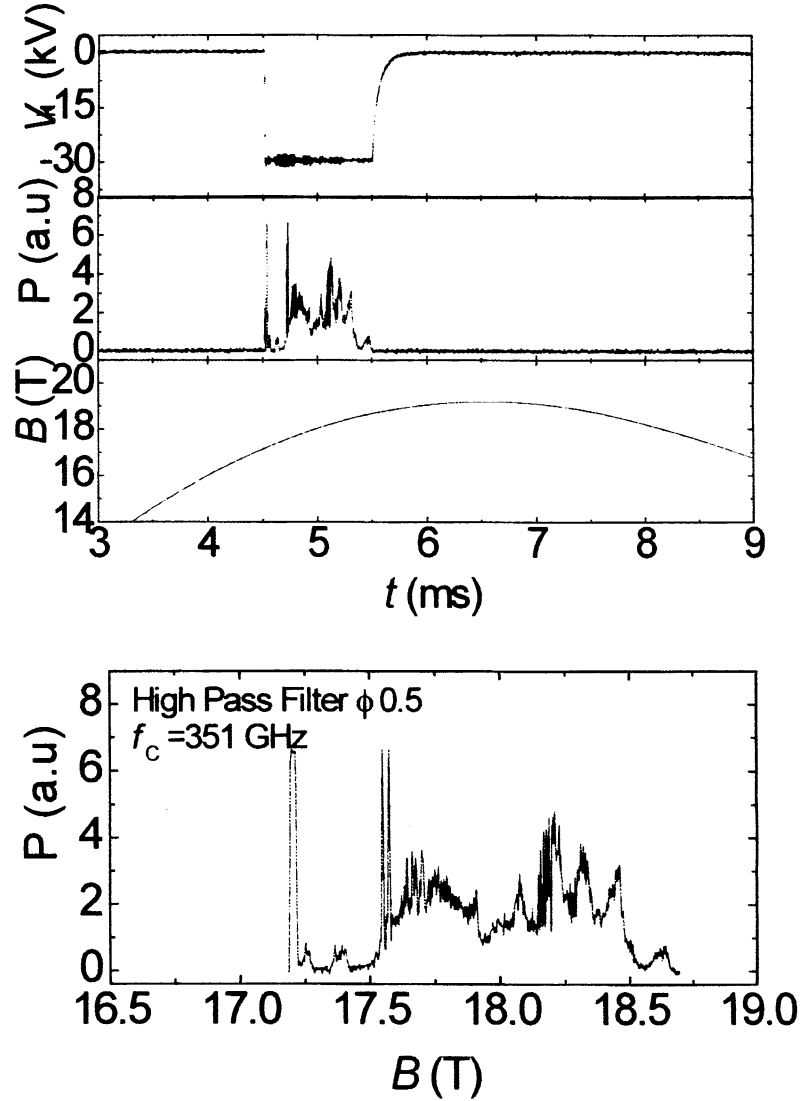 0
-15
-30
V_k (kV)
8
6
4
2
0
P (a.u)
20
18
16
14
B (T)
3 4 5 6 7 8 9
t (ms)
High Pass Filter ϕ 0.5
f_C =351 GHz
8
6
4
2
0
P (a.u)
16.5 17.0 17.5 18.0 18.5 19.0
B (T)